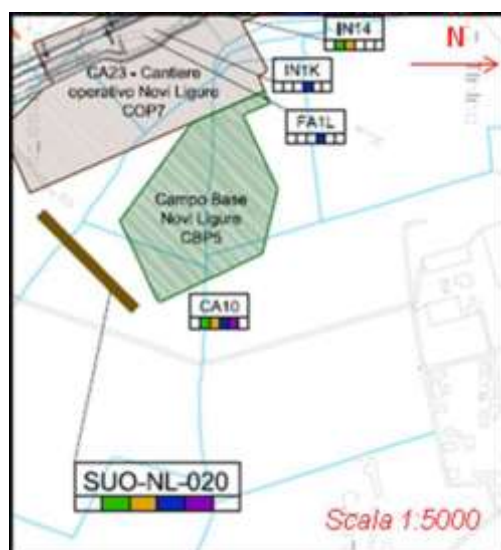 IN14
N
CA23 - Cantiere
operativo Novi Ligure
COP7
IN1K
FA1L
Campo Base
Novi Ligure
CBP5
CA10
SUO-NL-020
Scala 1:5000